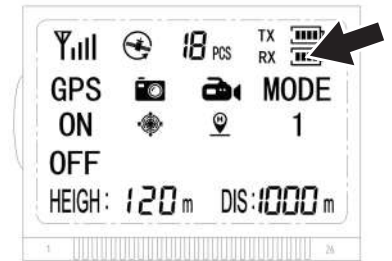 18 PCS TX
RX
GPS MODE
ON H 1
OFF
HEIGH: 120 m DIS:1000 m
1 26